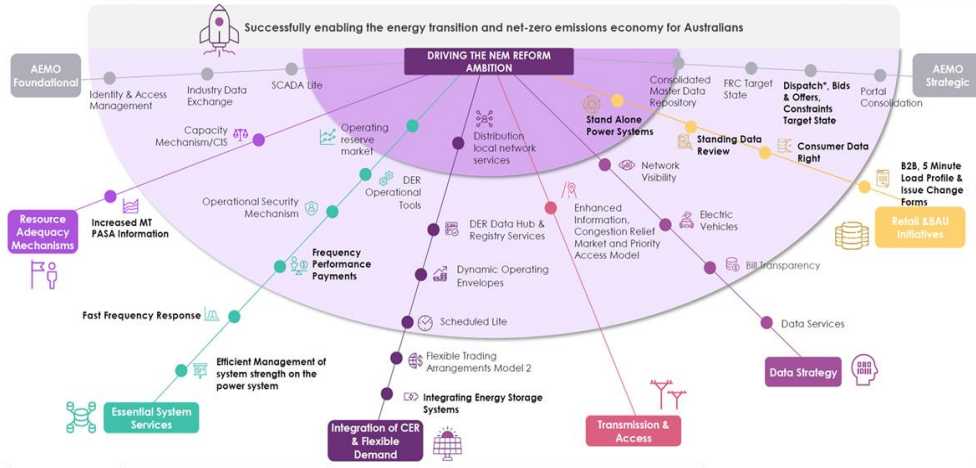 Successfully enabling the energy transition and net-zero emissions economy for Australians
DRIVING THE NEM REFORM
AMBITION
AEMO
Foundational
Identity & Access
Management
Industry Data
Exchange
SCADA Lite
Consolidated
Master Data
Repository
FRC Target
State
Dispatch*, Bids
& Offers,
Constraints
Target State
Portal
Consolidation
AEMO
Strategic
Capacity
Mechanism/CIS
Increased MT
PASA Information
Resource
Adequacy
Mechanisms
Operating
reserve
market
DER
Operational
Tools
Operational Security
Mechanism
Frequency
Performance
Payments
Fast Frequency Response
Efficient Management of
system strength on the
power system
Essential System
Services
Distribution
local network
services
DER Data Hub &
Registry Services
Dynamic Operating
Envelopes
Scheduled Lite
Flexible Trading
Arrangements Model 2
Integrating Energy Storage
Systems
Integration of CER
& Flexible
Demand
Enhanced
Information,
Congestion Relief
Market and Priority
Access Model
Transmission &
Access
Network
Visibility
Electric
Vehicles
Bill Transparency
Data Services
Data Strategy
Stand Alone
Power Systems
Standing Data
Review
Consumer Data
Right
B2B, 5 Minute
Load Profile &
Issue Change
Forms
Retail &BAU
Initiatives